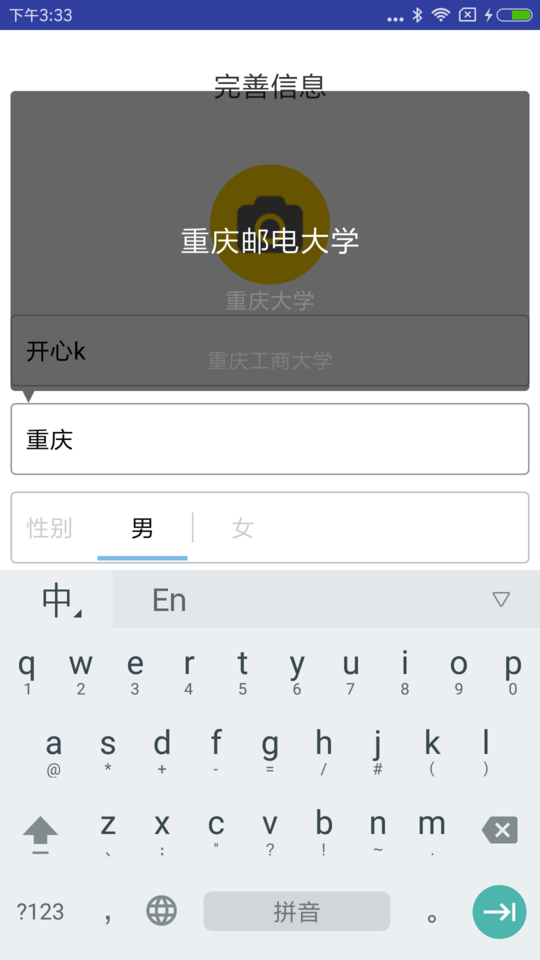 下午3:33
完善信息
重庆邮电大学
重庆大学
开心k
重庆工商大学
重庆
性别 男 女
中 En
q w e r t y u i o p
1 2 3 4 5 6 7 8 9 0
a s d f g h j k l
@ * + - = / # ( )
z x c v b n m
、 : " ? ! ~ .
?123 , 拼音 。